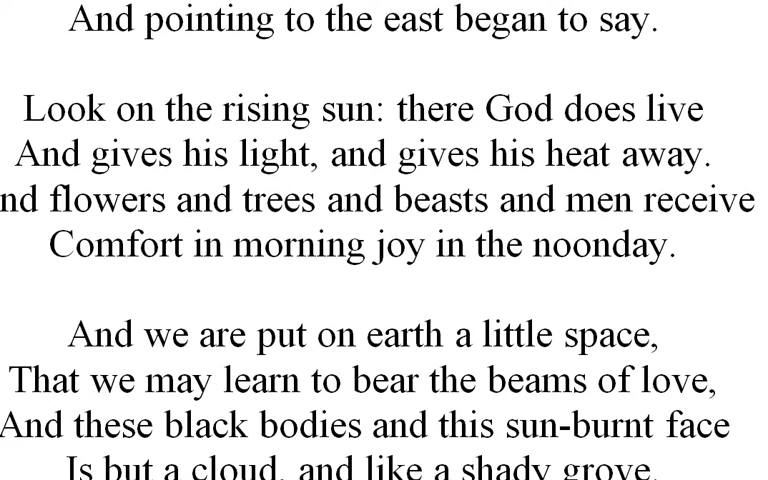 And pointing to the east began to say.
Look on the rising sun: there God does live
And gives his light, and gives his heat away.
nd flowers and trees and beasts and men receive
Comfort in morning joy in the noonday.
And we are put on earth a little space,
That we may learn to bear the beams of love,
And these black bodies and this sun-burnt face
Is but a cloud, and like a shady grove.